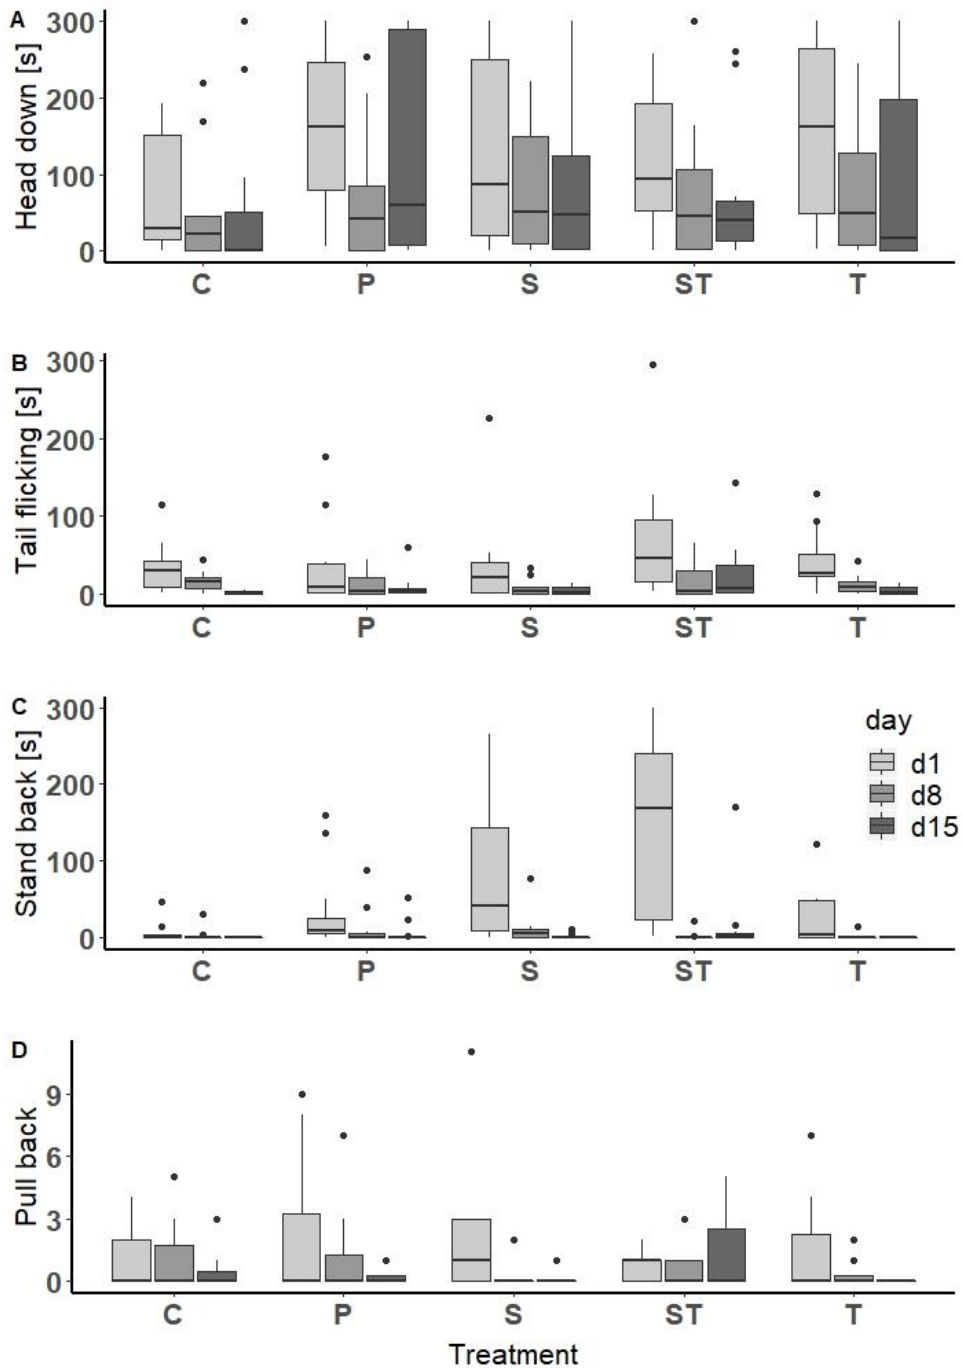 A
Head down [s]
300
200
100
0
C P S ST T
B
Tail flicking [s]
300
200
100
0
C P S ST T
C
Stand back [s]
300
200
100
0
day
d1
d8
d15
C P S ST T
D
Pull back
9
6
3
0
C P S ST T
Treatment